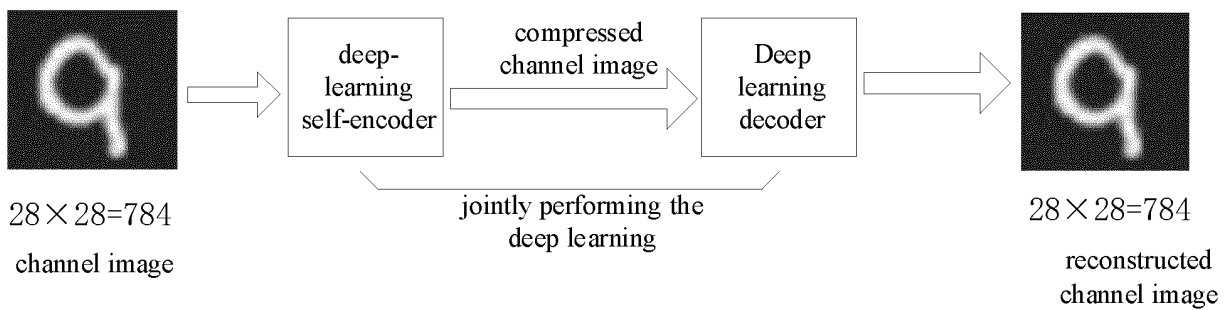 28×28=784
channel image
deep-
learning
self-encoder
compressed
channel image
Deep
learning
decoder
jointly performing the
deep learning
28×28=784
reconstructed
channel image